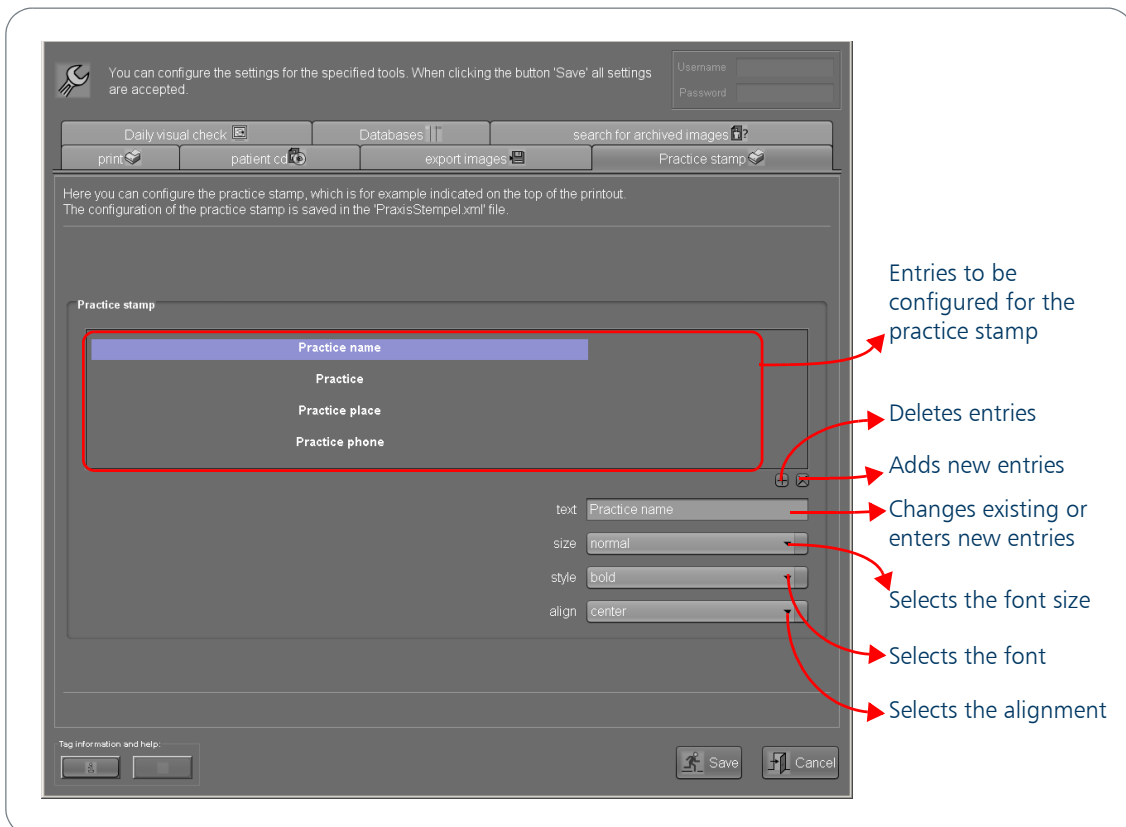 You can configure the settings for the specified tools. When clicking the button 'Save' all settings
are accepted.
Username
Password
Daily visual check
Databases
search for archived images
?
print
patient cd
export images
Practice stamp
Here you can configure the practice stamp, which is for example indicated on the top of the printout.
The configuration of the practice stamp is saved in the 'PraxisStempel.xml' file.
Practice stamp
Practice name
Practice
Practice place
Practice phone
text
Practice name
size
normal
style
bold
align
center
Tag information and help:
Save
Cancel
Entries to be
configured for the
practice stamp
Deletes entries
Adds new entries
Changes existing or
enters new entries
Selects the font size
Selects the font
Selects the alignment